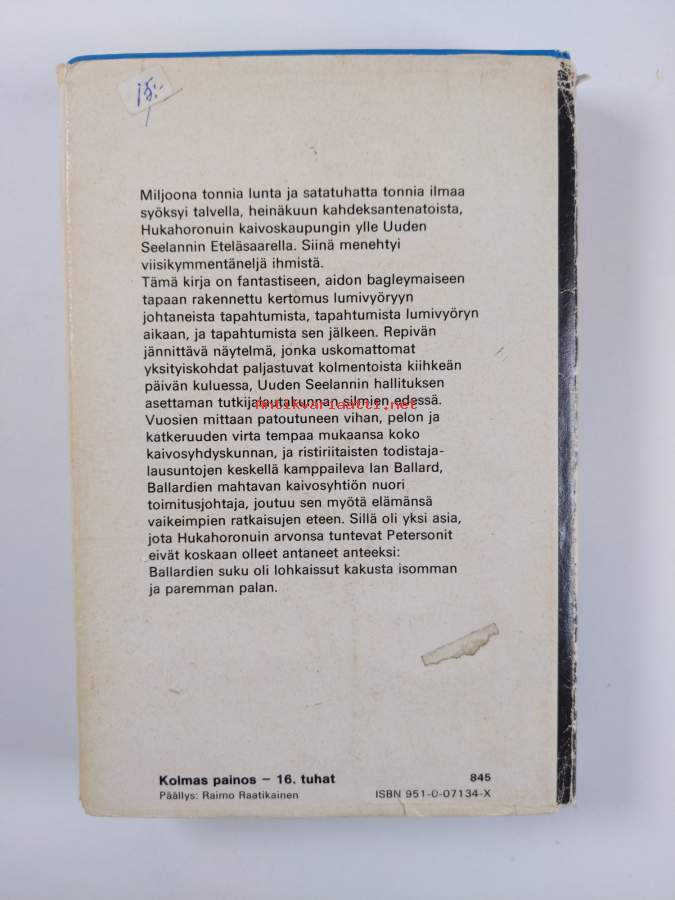 15:-
Miljoona tonnia lunta ja satatuhatta tonnia ilmaa
syöksyi talvella, heinäkuun kahdeksantenatoista,
Hukahoronuin kaivoskaupungin ylle Uuden
Seelannin Eteläsaarella. Siinä menehtyi
viisikymmentäneljä ihmistä.
Tämä kirja on fantastiseen, aidon bagleymaiseen
tapaan rakennettu kertomus lumivyöryyn
johtaneista tapahtumista, tapahtumista lumivyöryn
aikaan, ja tapahtumista sen jälkeen. Repivän
jännittävä näytelmä, jonka uskomattomat
yksityiskohdat paljastuvat kolmentoista kiihkeän
päivän kuluessa, Uuden Seelannin hallituksen
asettaman tutkijalautakunnan silmien edessä.
Antikvariaatti.net
Vuosien mittaan patoutuneen vihan, pelon ja
katkeruuden virta tempaa mukaansa koko
kaivosyhdyskunnan, ja ristiriitaisten todistaja-
lausuntojen keskellä kamppaileva Ian Ballard,
Ballardien mahtavan kaivosyhtiön nuori
toimitusjohtaja, joutuu sen myötä elämänsä
vaikeimpien ratkaisujen eteen. Sillä oli yksi asia,
jota Hukahoronuin arvonsa tuntevat Petersonit
eivät koskaan olleet antaneet anteeksi:
Ballardien suku oli lohkaissut kakusta isomman
ja paremman palan.
Kolmas painos – 16. tuhat 845
Päällys: Raimo Raatikainen ISBN 951-0-07134-X